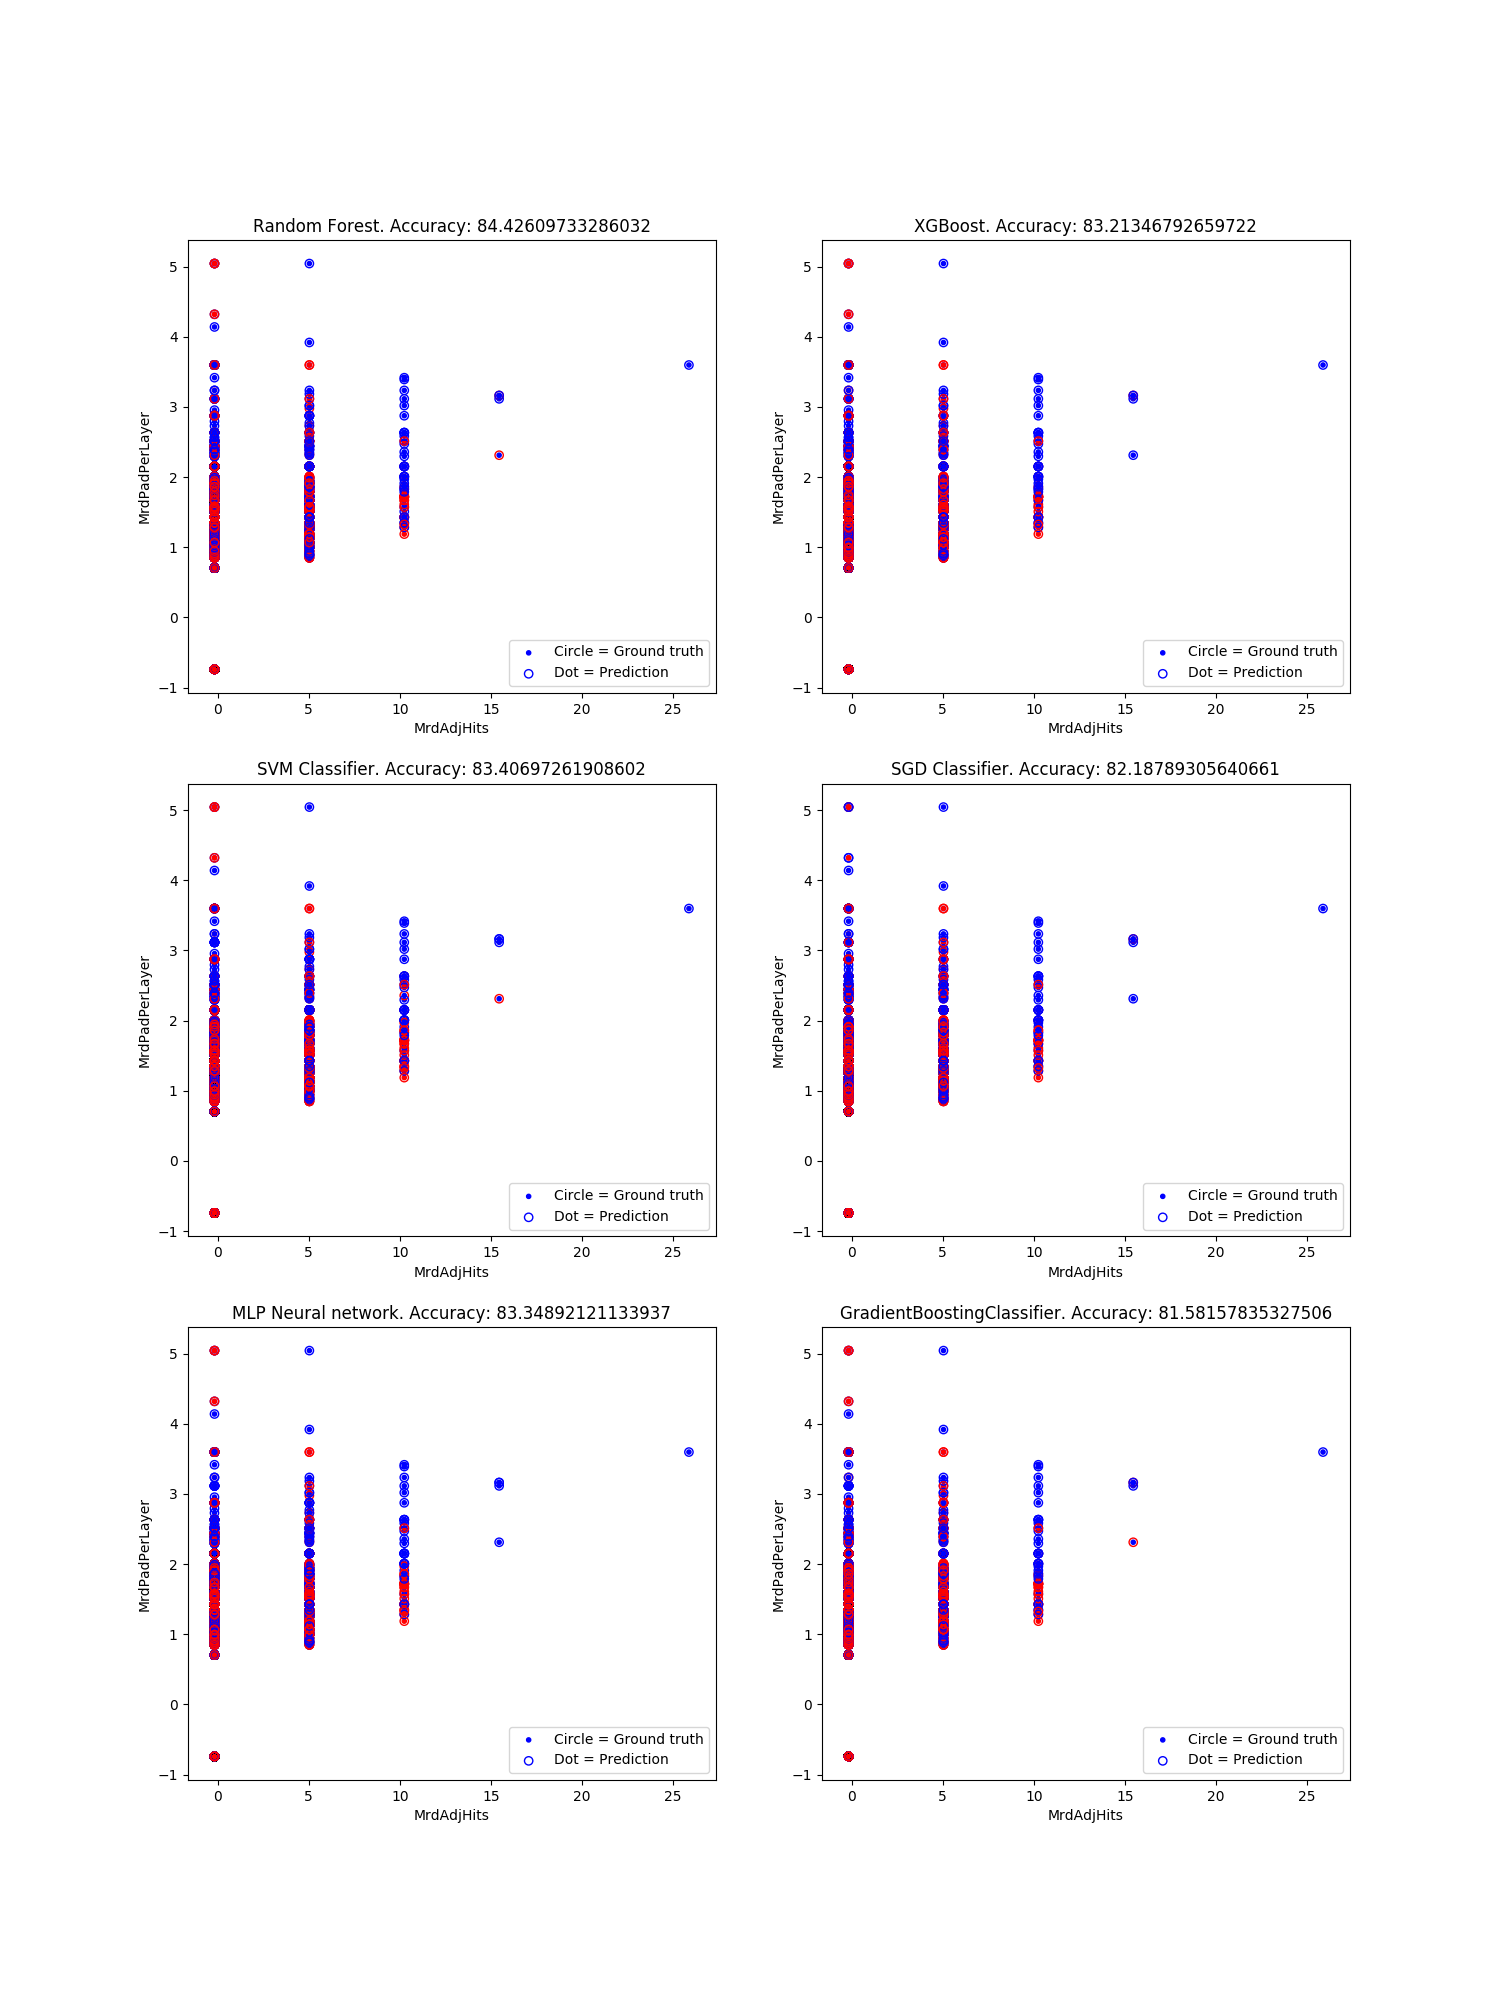 Random Forest. Accuracy: 84.42609733286032
5
4
3
2
1
0
−1
MrdPadPerLayer
Circle = Ground truth
Dot = Prediction
0 5 10 15 20 25
MrdAdjHits
XGBoost. Accuracy: 83.21346792659722
5
4
3
2
1
0
−1
MrdPadPerLayer
Circle = Ground truth
Dot = Prediction
0 5 10 15 20 25
MrdAdjHits
SVM Classifier. Accuracy: 83.40697261908602
5
4
3
2
1
0
−1
MrdPadPerLayer
Circle = Ground truth
Dot = Prediction
0 5 10 15 20 25
MrdAdjHits
SGD Classifier. Accuracy: 82.18789305640661
5
4
3
2
1
0
−1
MrdPadPerLayer
Circle = Ground truth
Dot = Prediction
0 5 10 15 20 25
MrdAdjHits
MLP Neural network. Accuracy: 83.34892121133937
5
4
3
2
1
0
−1
MrdPadPerLayer
Circle = Ground truth
Dot = Prediction
0 5 10 15 20 25
MrdAdjHits
GradientBoostingClassifier. Accuracy: 81.58157835327506
5
4
3
2
1
0
−1
MrdPadPerLayer
Circle = Ground truth
Dot = Prediction
0 5 10 15 20 25
MrdAdjHits